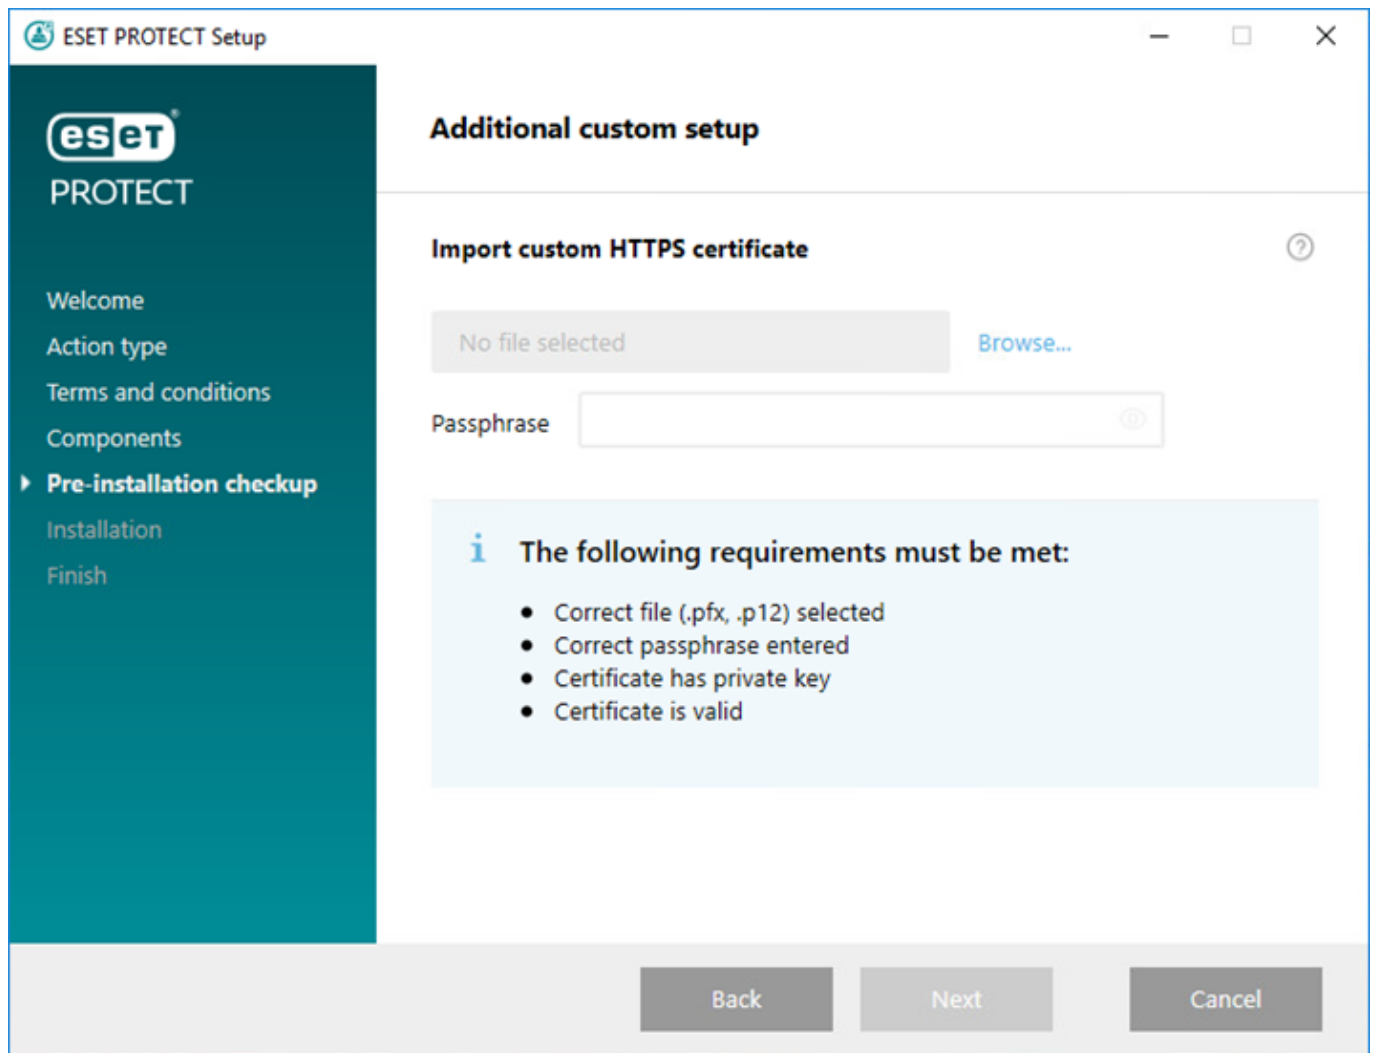 ESET PROTECT Setup
eset®
PROTECT
Welcome
Action type
Terms and conditions
Components
Pre-installation checkup
Installation
Finish
Additional custom setup
Import custom HTTPS certificate
No file selected
Browse...
Passphrase
i The following requirements must be met:
• Correct file (.pfx, .p12) selected
• Correct passphrase entered
• Certificate has private key
• Certificate is valid
Back
Next
Cancel